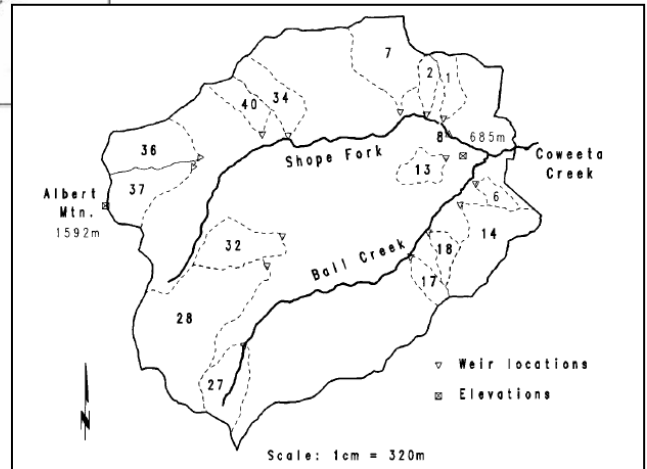 7
2
1
40
34
8
685m
36
Shope Fork
Coweeta
Creek
13
37
Albert
Mtn.
1592m
6
32
14
18
Ball Creek
17
28
27
Weir locations
Elevations
N
Scale: 1cm = 320m